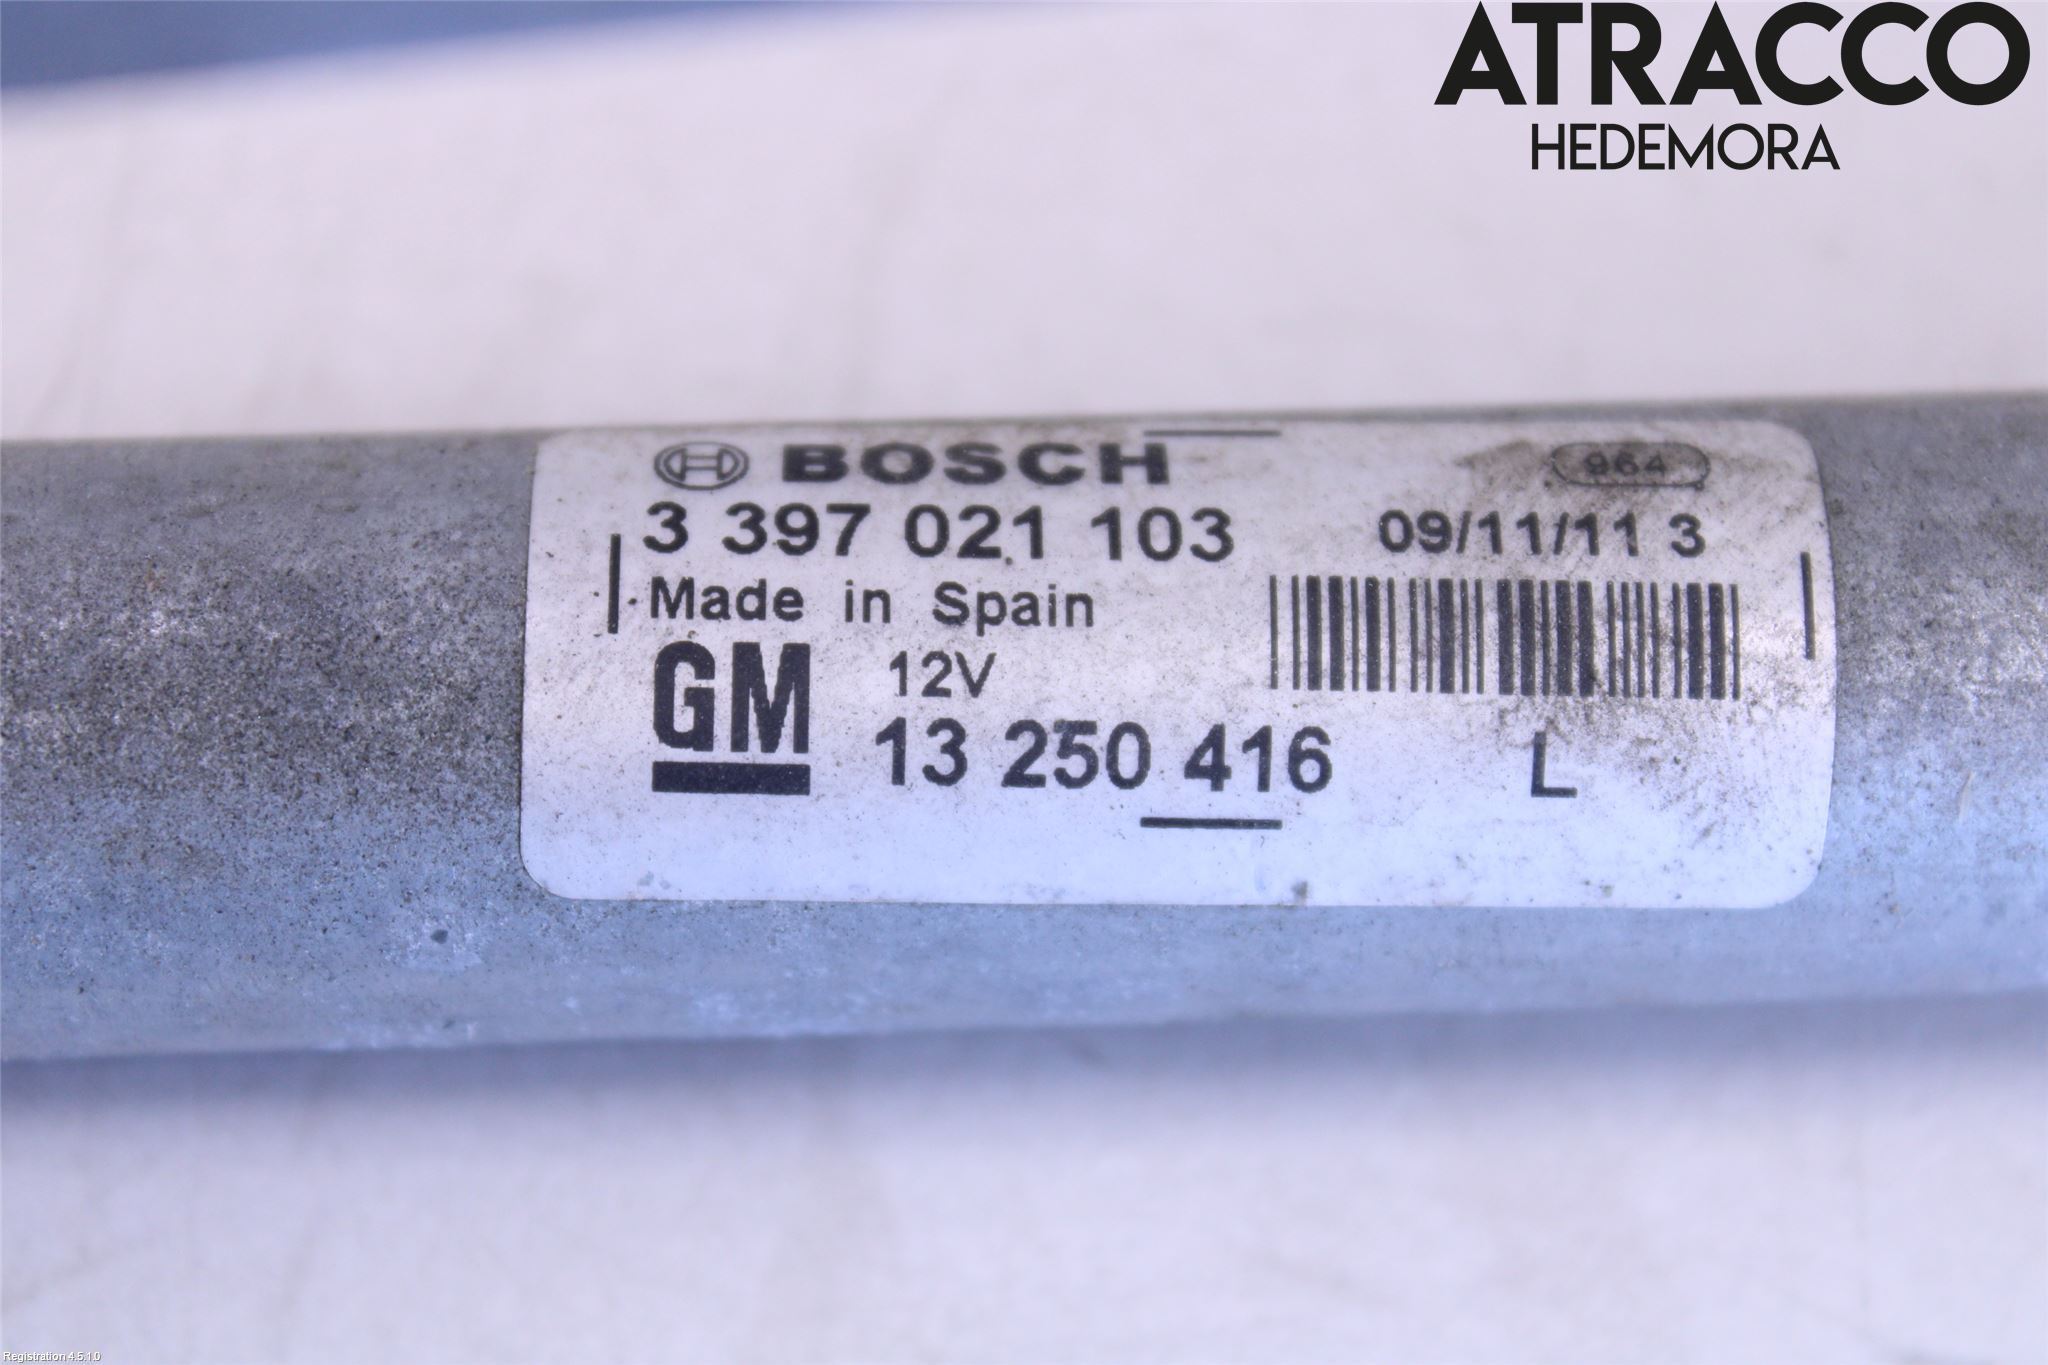 ATRACCO
HEDEMORA
BOSCH
964
3 397 021 103
09/11/11 3
Made in Spain
GM
12V
13 250 416
L
Registration 4.5.1.0